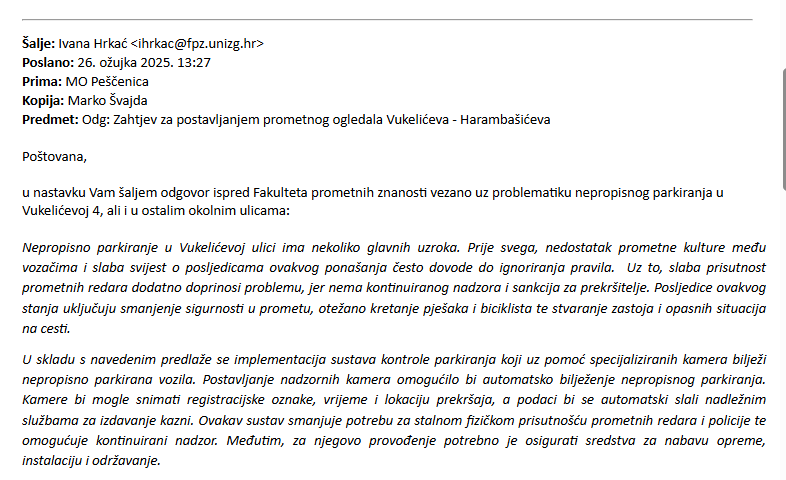 Šalje: Ivana Hrkać <ihrkac@fpz.unizg.hr>
Poslano: 26. ožujka 2025. 13:27
Prima: MO Peščenica
Kopija: Marko Švajda
Predmet: Odg: Zahtjev za postavljanjem prometnog ogledala Vukelićeva - Harambašićeva
Poštovana,
u nastavku Vam šaljem odgovor ispred Fakulteta prometnih znanosti vezano uz problematiku nepropisnog parkiranja u
Vukelićevoj 4, ali i u ostalim okolnim ulicama:
Nepropisno parkiranje u Vukelićevoj ulici ima nekoliko glavnih uzroka. Prije svega, nedostatak prometne kulture među
vozačima i slaba svijest o posljedicama ovakvog ponašanja često dovode do ignoriranja pravila. Uz to, slaba prisutnost
prometnih redara dodatno doprinosi problemu, jer nema kontinuiranog nadzora i sankcija za prekršitelje. Posljedice ovakvog
stanja uključuju smanjenje sigurnosti u prometu, otežano kretanje pješaka i biciklista te stvaranje zastoja i opasnih situacija
na cesti.
U skladu s navedenim predlaže se implementacija sustava kontrole parkiranja koji uz pomoć specijaliziranih kamera bilježi
nepropisno parkirana vozila. Postavljanje nadzornih kamera omogućilo bi automatsko bilježenje nepropisnog parkiranja.
Kamere bi mogle snimati registracijske oznake, vrijeme i lokaciju prekršaja, a podaci bi se automatski slali nadležnim
službama za izdavanje kazni. Ovakav sustav smanjuje potrebu za stalnom fizičkom prisutnošću prometnih redara i policije te
omogućuje kontinuirani nadzor. Međutim, za njegovo provođenje potrebno je osigurati sredstva za nabavu opreme,
instalaciju i održavanje.